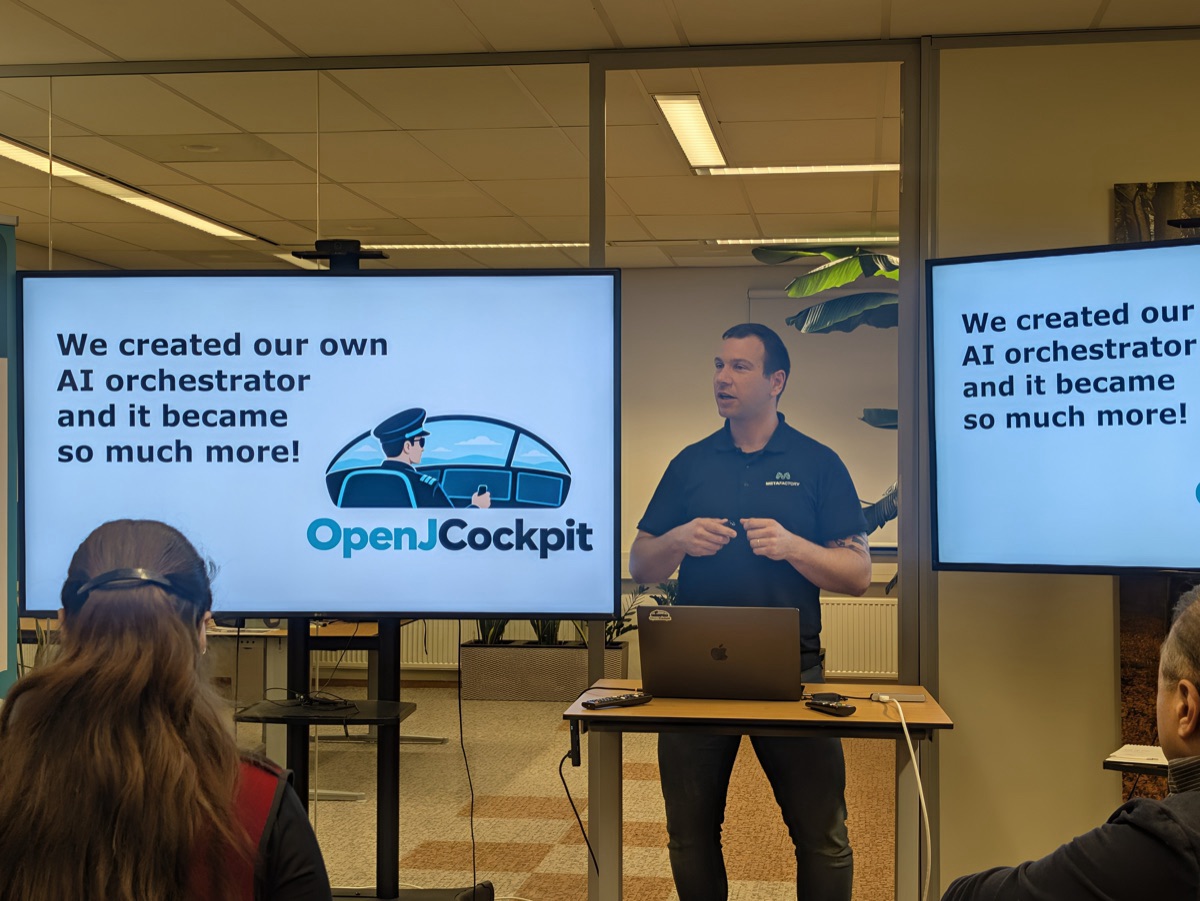 We created our own
AI orchestrator
and it became
so much more!
OpenJCockpit
METAFACTORY
We created our
AI orchestrator
and it became
so much more!